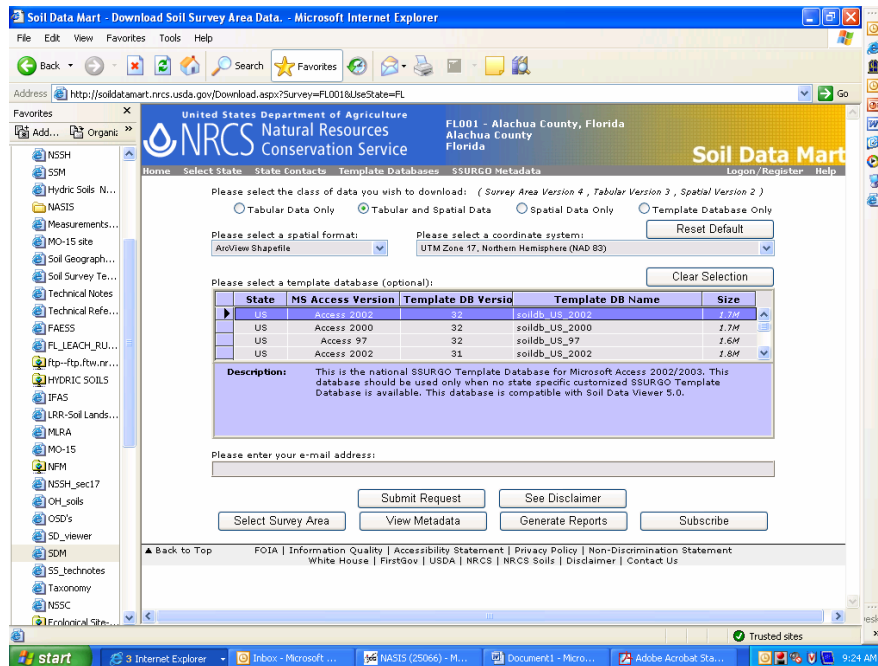 Soil Data Mart - Download Soil Survey Area Data. - Microsoft Internet Explorer
File Edit View Favorites Tools Help
Back Search Favorites
Address http://soildatamart.nrcs.usda.gov/Download.aspx?Survey=FL001&UseState=FL Go
Favorites
Add... Organi: »
NSSH
SSM
Hydric Soils N...
NASIS
Measurements...
MO-15 site
Soil Geograph...
Soil Survey Te...
Technical Notes
Technical Refe...
FAESS
FL_LEACH_RU...
ftp--ftp.ftw.nr...
HYDRIC SOILS
IFAS
LRR-Soil Lands...
MLRA
MO-15
NFM
NSSH_sec17
OH_soils
OSD's
SD_viewer
SDM
SS_technotes
Taxonomy
NSSC
Ecological Site-...
United States Department of Agriculture
NRCS Natural Resources
Conservation Service
FL001 - Alachua County, Florida
Alachua County
Florida
Soil Data Mart
Home Select State State Contacts Template Databases SSURGO Metadata Logon/Register Help
Please select the class of data you wish to download: ( Survey Area Version 4 , Tabular Version 3 , Spatial Version 2 )
Tabular Data Only Tabular and Spatial Data Spatial Data Only Template Database Only
Reset Default
Please select a spatial format: Please select a coordinate system:
ArcView Shapefile UTM Zone 17, Northern Hemisphere (NAD 83)
Clear Selection
Please select a template database (optional):
State MS Access Version Template DB Versio Template DB Name Size
US Access 2002 32 soildb_US_2002 1.7M
US Access 2000 32 soildb_US_2000 1.7M
US Access 97 32 soildb_US_97 1.6M
US Access 2002 31 soildb_US_2002 1.8M
Description: This is the national SSURGO Template Database for Microsoft Access 2002/2003. This
database should be used only when no state specific customized SSURGO Template
Database is available. This database is compatible with Soil Data Viewer 5.0.
Please enter your e-mail address:
Submit Request See Disclaimer
Select Survey Area View Metadata Generate Reports Subscribe
▲ Back to Top FOIA | Information Quality | Accessibility Statement | Privacy Policy | Non-Discrimination Statement
White House | FirstGov | USDA | NRCS | NRCS Soils | Disclaimer | Contact Us
Trusted sites
start 3 Internet Explorer Inbox - Microsoft ... NASIS (25066) - M... Document1 - Micro... Adobe Acrobat Sta... 9:24 AM